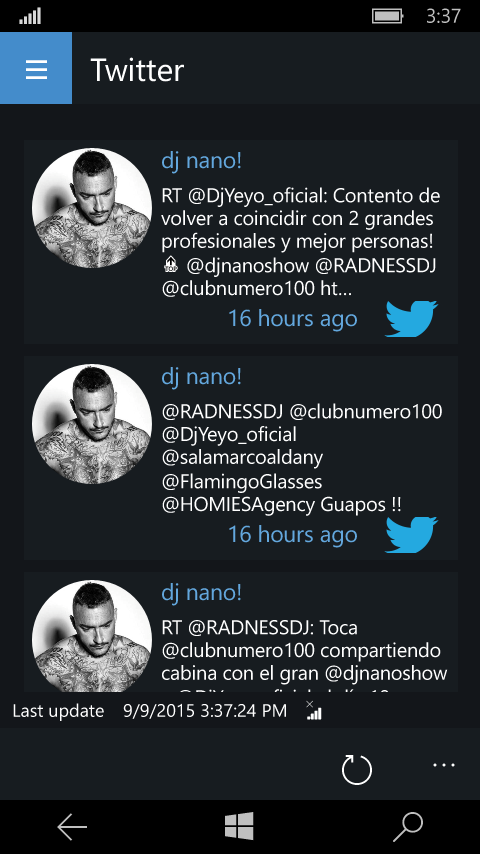 3:37
Twitter
dj nano!
RT @DjYeyo_oficial: Contento de
volver a coincidir con 2 grandes
profesionales y mejor personas!
@djnanoshow @RADNESSDJ
@clubnumero100 ht...
16 hours ago
dj nano!
@RADNESSDJ @clubnumero100
@DjYeyo_oficial
@salamarcoaldany
@FlamingoGlasses
@HOMIESAgency Guapos !!
16 hours ago
dj nano!
RT @RADNESSDJ: Toca
@clubnumero100 compartiendo
cabina con el gran @djnanoshow
Last update 9/9/2015 3:37:24 PM